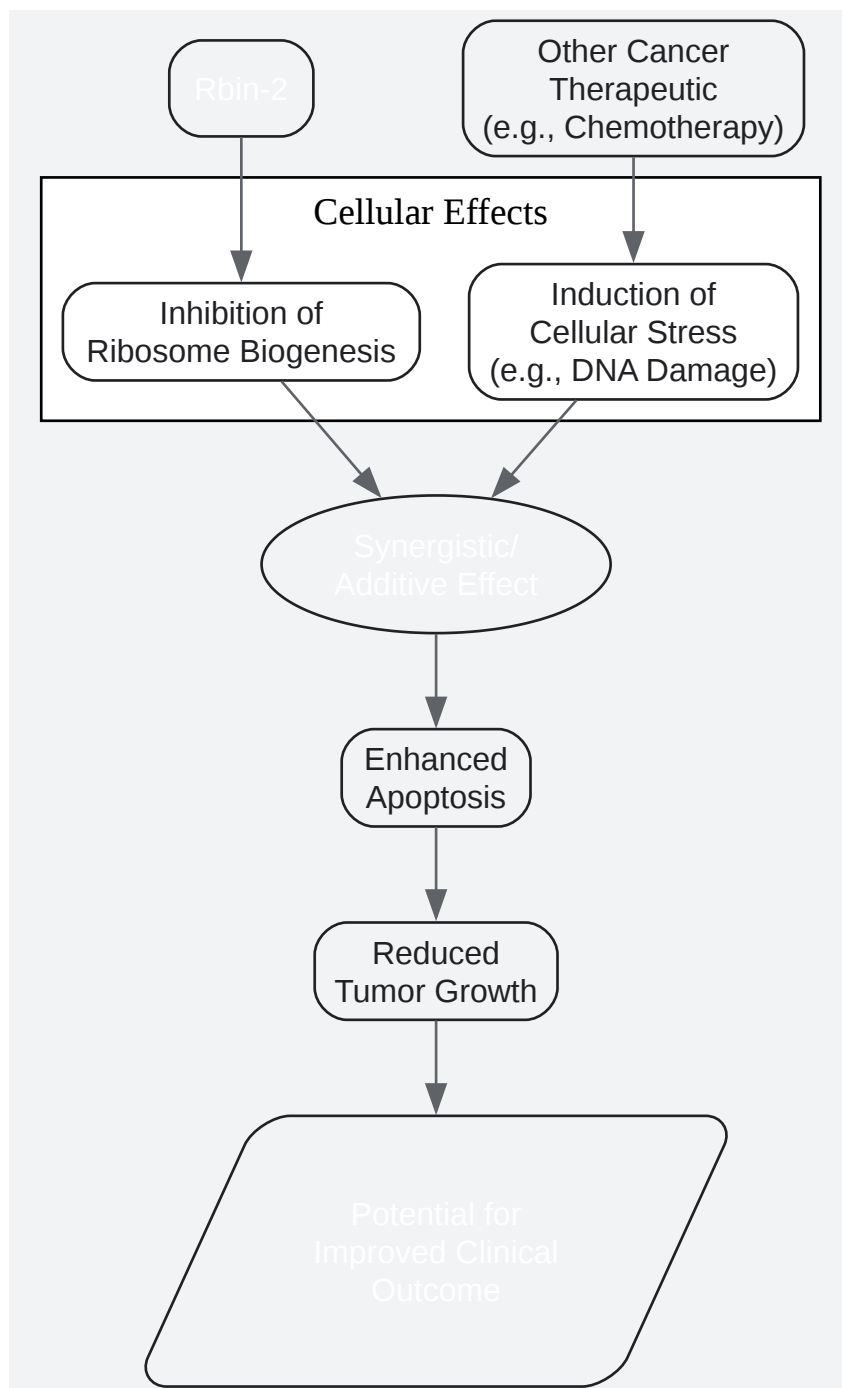 Rbin-2
Other Cancer
Therapeutic
(e.g., Chemotherapy)
Cellular Effects
Inhibition of
Ribosome Biogenesis
Induction of
Cellular Stress
(e.g., DNA Damage)
Synergistic/
Additive Effect
Enhanced
Apoptosis
Reduced
Tumor Growth
Potential for
Improved Clinical
Outcome